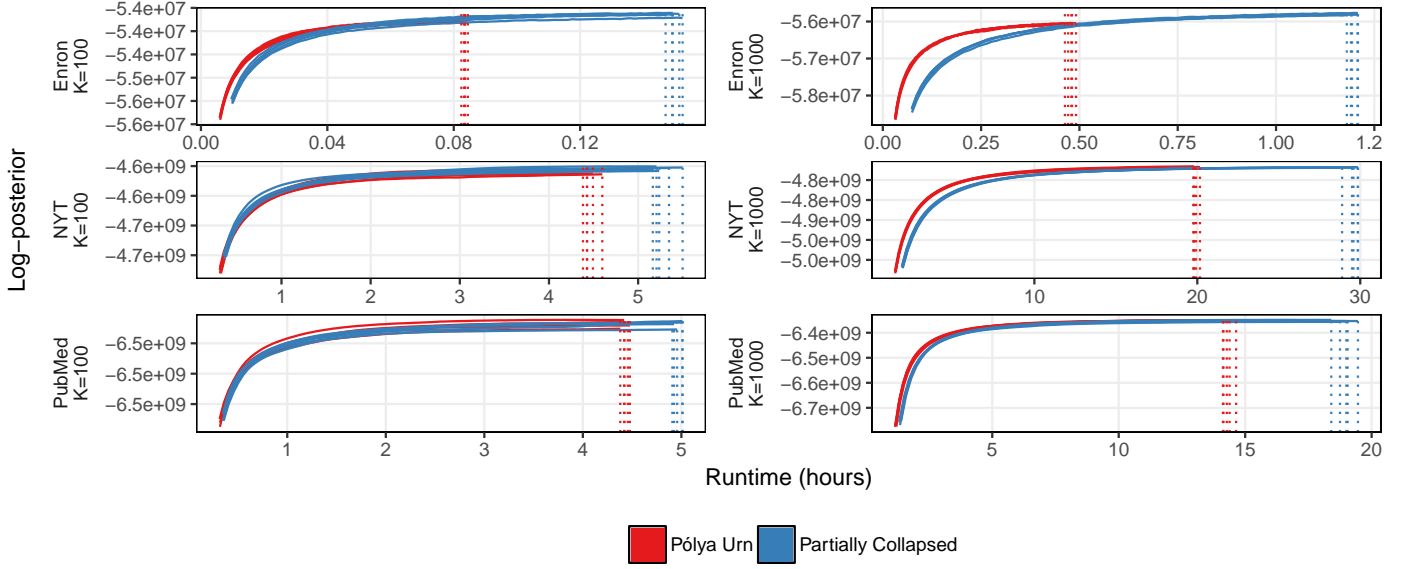 Log−posterior
Enron
K=100
−5.4e+07
−5.4e+07
−5.4e+07
−5.5e+07
−5.6e+07
−5.6e+07
0.00
0.04
0.08
0.12
Enron
K=1000
−5.6e+07
−5.7e+07
−5.8e+07
0.00
0.25
0.50
0.75
1.00
1.2
NYT
K=100
−4.6e+09
−4.6e+09
−4.7e+09
−4.7e+09
1
2
3
4
5
NYT
K=1000
−4.8e+09
−4.8e+09
−4.9e+09
−5.0e+09
−5.0e+09
10
20
30
PubMed
K=100
−6.5e+09
−6.5e+09
−6.5e+09
1
2
3
4
5
PubMed
K=1000
−6.4e+09
−6.5e+09
−6.6e+09
−6.7e+09
5
10
15
20
Runtime (hours)
Pólya Urn
Partially Collapsed